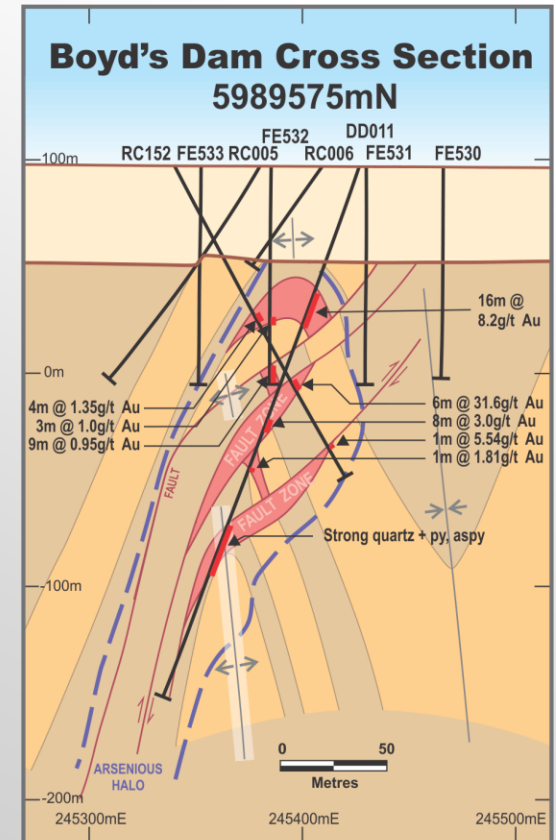 Boyd's Dam Cross Section
5989575mN
FE532 DD011
RC152 FE533 RC005 RC006 FE531 FE530
100m
16m @
8.2g/t Au
0m
4m @ 1.35g/t Au
3m @ 1.0g/t Au
9m @ 0.95g/t Au
6m @ 31.6g/t Au
8m @ 3.0g/t Au
1m @ 5.54g/t Au
1m @ 1.81g/t Au
FAULT ZONE
FAULT
FAULT ZONE
Strong quartz + py, aspy
-100m
0 50
Metres
ARSENIOUS
HALO
-200m
245300mE 245400mE 245500mE